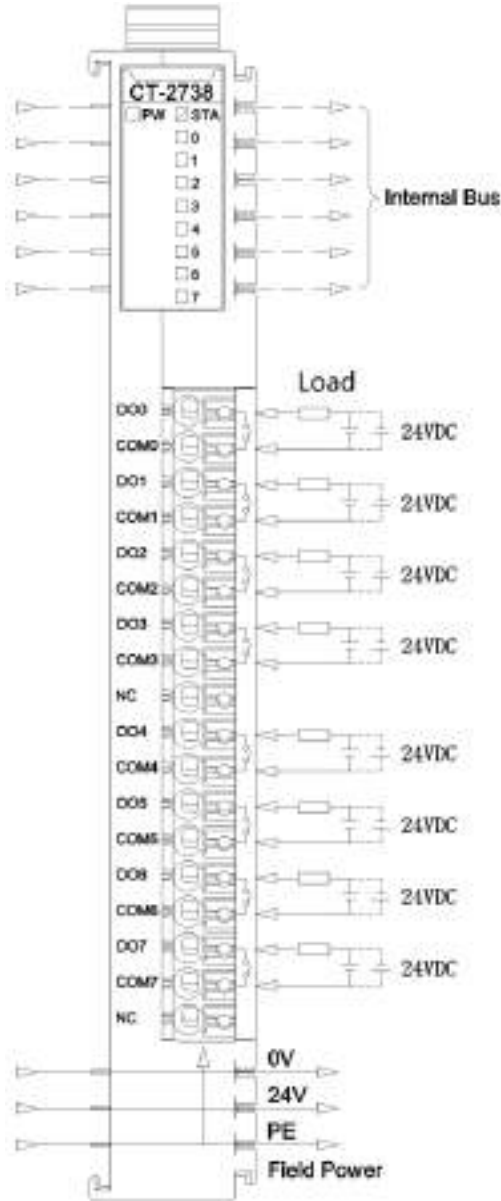 CT-2738
PW STA
0
1
2
3
4
5
6
7
Internal Bus
Load
DO0
COM0
24VDC
DO1
COM1
24VDC
DO2
COM2
24VDC
DO3
COM3
24VDC
NC
DO4
COM4
24VDC
DO5
COM5
24VDC
DO6
COM6
24VDC
DO7
COM7
24VDC
NC
0V
24V
PE
Field Power